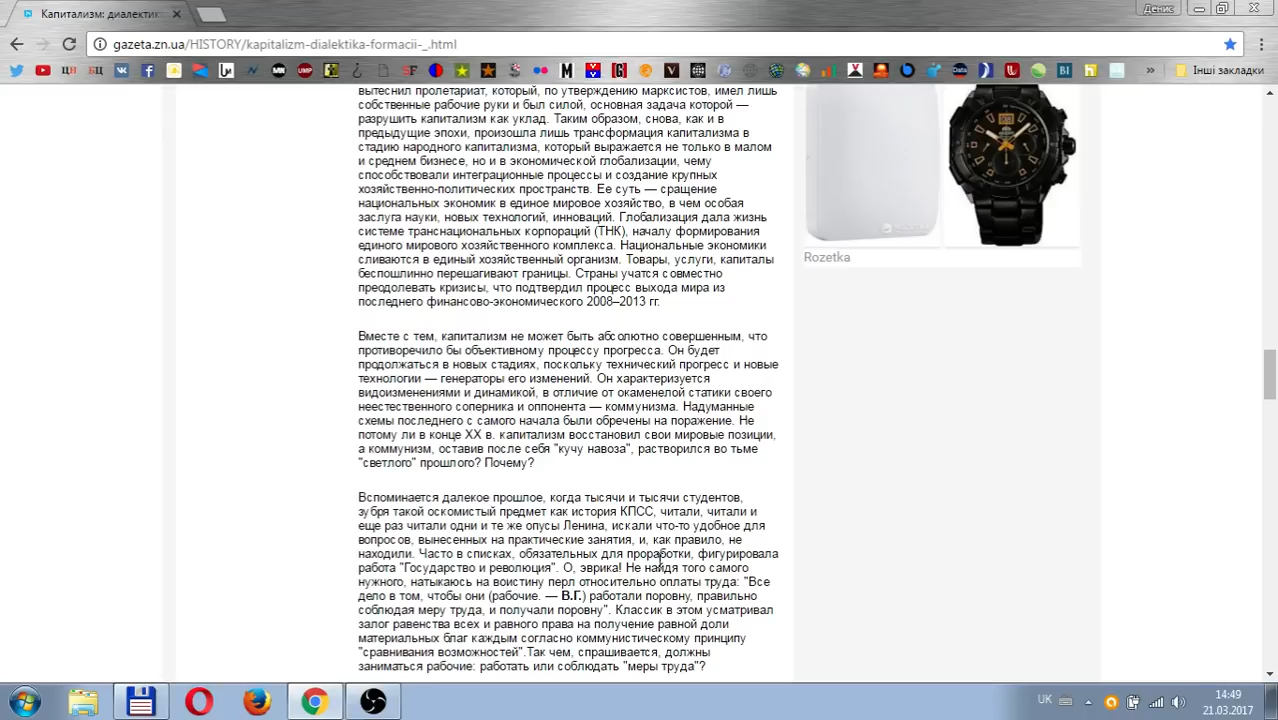 Капитализм: диалектик
Денис
gazeta.zn.ua/HISTORY/kapitalizm-dialektika-formacii-_.html
Інші закладки
вытеснил пролетариат, который, по утверждению марксистов, имел лишь
собственные рабочие руки и был силой, основная задача которой —
разрушить капитализм как уклад. Таким образом, снова, как и в
предыдущие эпохи, произошла лишь трансформация капитализма в
стадию народного капитализма, который выражается не только в малом
и среднем бизнесе, но и в экономической глобализации, чему
способствовали интеграционные процессы и создание крупных
хозяйственно-политических пространств. Ее суть — сращение
национальных экономик в единое мировое хозяйство, в чем особая
заслуга науки, новых технологий, инноваций. Глобализация дала жизнь
системе транснациональных корпораций (ТНК), началу формирования
единого мирового хозяйственного комплекса. Национальные экономики
сливаются в единый хозяйственный организм. Товары, услуги, капиталы
беспошлинно перешагивают границы. Страны учатся совместно
преодолевать кризисы, что подтвердил процесс выхода мира из
последнего финансово-экономического 2008–2013 гг.
Вместе с тем, капитализм не может быть абсолютно совершенным, что
противоречило бы объективному процессу прогресса. Он будет
продолжаться в новых стадиях, поскольку технический прогресс и новые
технологии — генераторы его изменений. Он характеризуется
видоизменениями и динамикой, в отличие от окаменелой статики своего
неестественного соперника и оппонента — коммунизма. Надуманные
схемы последнего с самого начала были обречены на поражение. Не
потому ли в конце ХХ в. капитализм восстановил свои мировые позиции,
а коммунизм, оставив после себя "кучу навоза", растворился во тьме
"светлого" прошлого? Почему?
Вспоминается далекое прошлое, когда тысячи и тысячи студентов,
зубря такой оскомистый предмет как история КПСС, читали, читали и
еще раз читали одни и те же опусы Ленина, искали что-то удобное для
вопросов, вынесенных на практические занятия, и, как правило, не
находили. Часто в списках, обязательных для проработки, фигурировала
работа "Государство и революция". О, эврика! Не найдя того самого
нужного, натыкаюсь на воистину перл относительно оплаты труда: "Все
дело в том, чтобы они (рабочие. — В.Г.) работали поровну, правильно
соблюдая меру труда, и получали поровну". Классик в этом усматривал
залог равенства всех и равного права на получение равной доли
материальных благ каждым согласно коммунистическому принципу
"сравнивания возможностей".Так чем, спрашивается, должны
заниматься рабочие: работать или соблюдать "меры труда"?
Rozetka
UK
14:49
21.03.2017